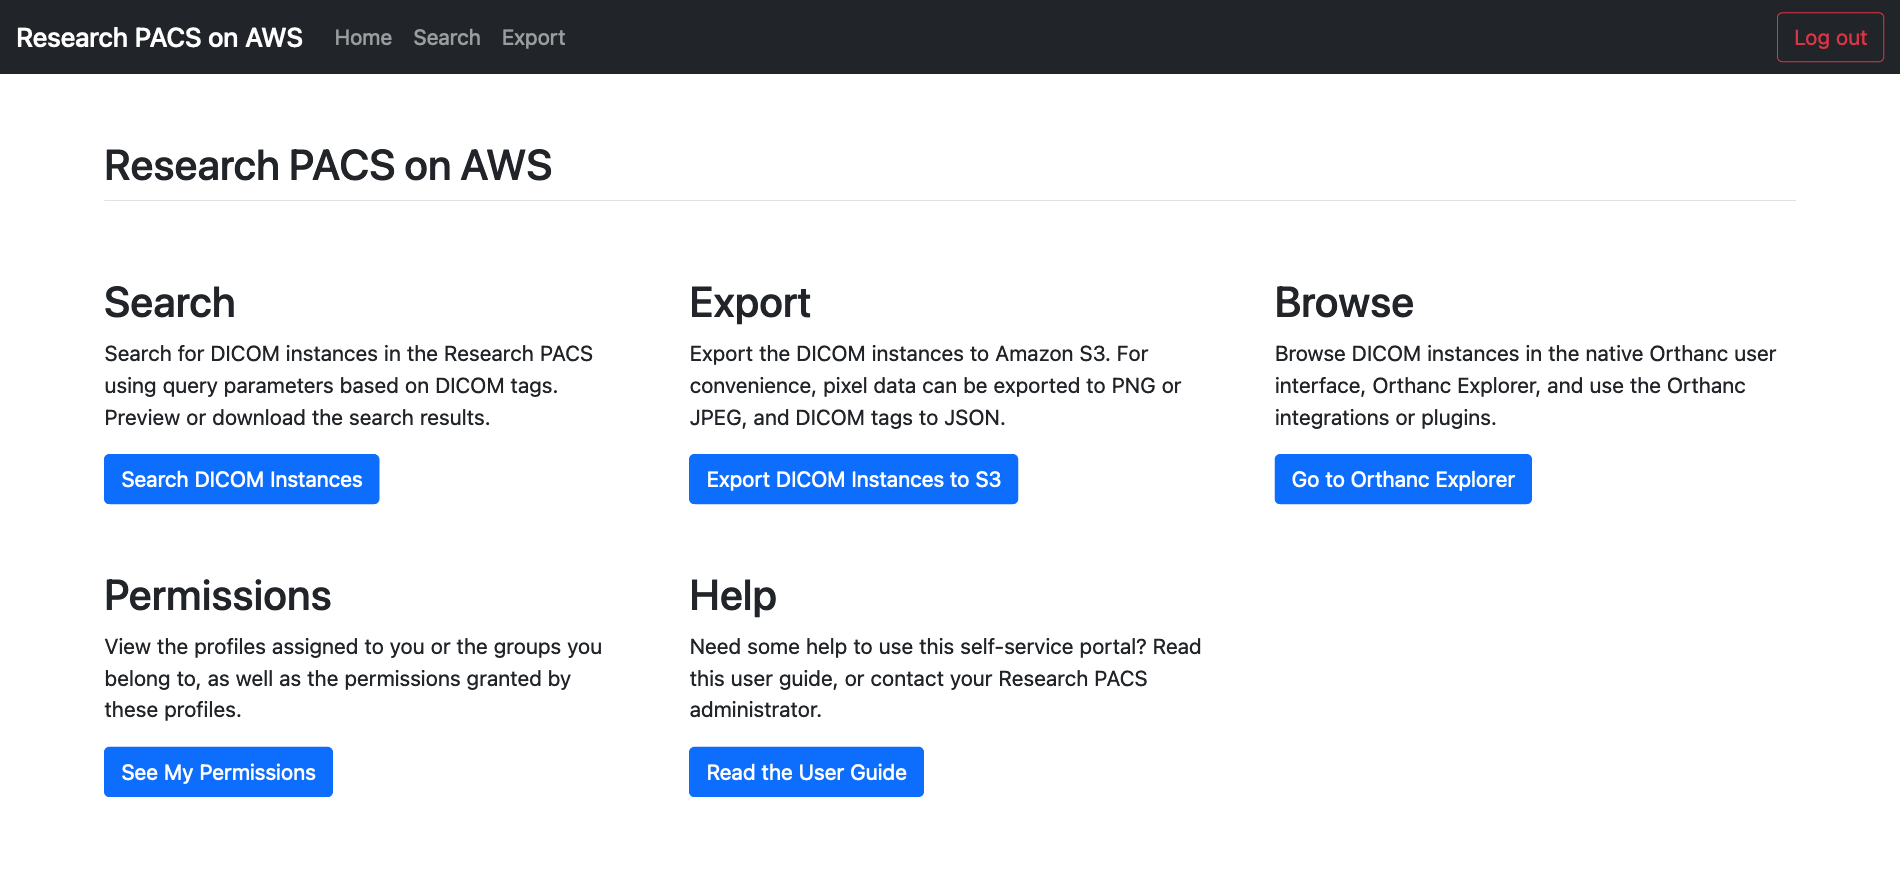 Research PACS on AWS Home Search Export Log out
Research PACS on AWS
Search
Search for DICOM instances in the Research PACS
using query parameters based on DICOM tags.
Preview or download the search results.
Search DICOM Instances
Export
Export the DICOM instances to Amazon S3. For
convenience, pixel data can be exported to PNG or
JPEG, and DICOM tags to JSON.
Export DICOM Instances to S3
Browse
Browse DICOM instances in the native Orthanc user
interface, Orthanc Explorer, and use the Orthanc
integrations or plugins.
Go to Orthanc Explorer
Permissions
View the profiles assigned to you or the groups you
belong to, as well as the permissions granted by
these profiles.
See My Permissions
Help
Need some help to use this self-service portal? Read
this user guide, or contact your Research PACS
administrator.
Read the User Guide